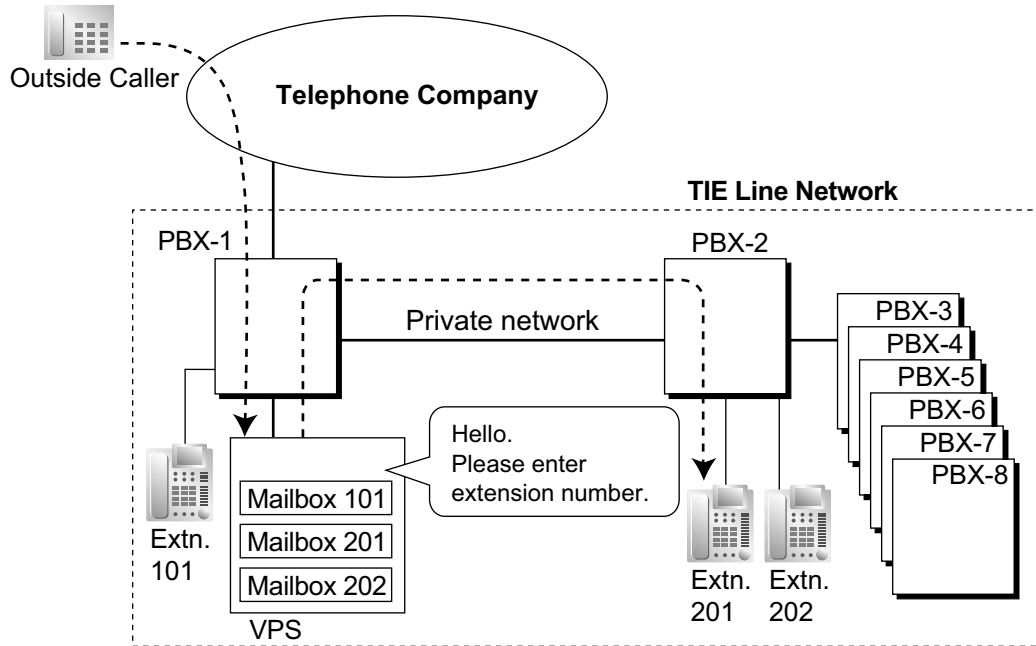 Outside Caller
Telephone Company
TIE Line Network
PBX-1
PBX-2
Private network
PBX-3
PBX-4
PBX-5
PBX-6
PBX-7
PBX-8
Hello.
Please enter
extension number.
Mailbox 101
Mailbox 201
Mailbox 202
VPS
Extn.
101
Extn.
201
Extn.
202